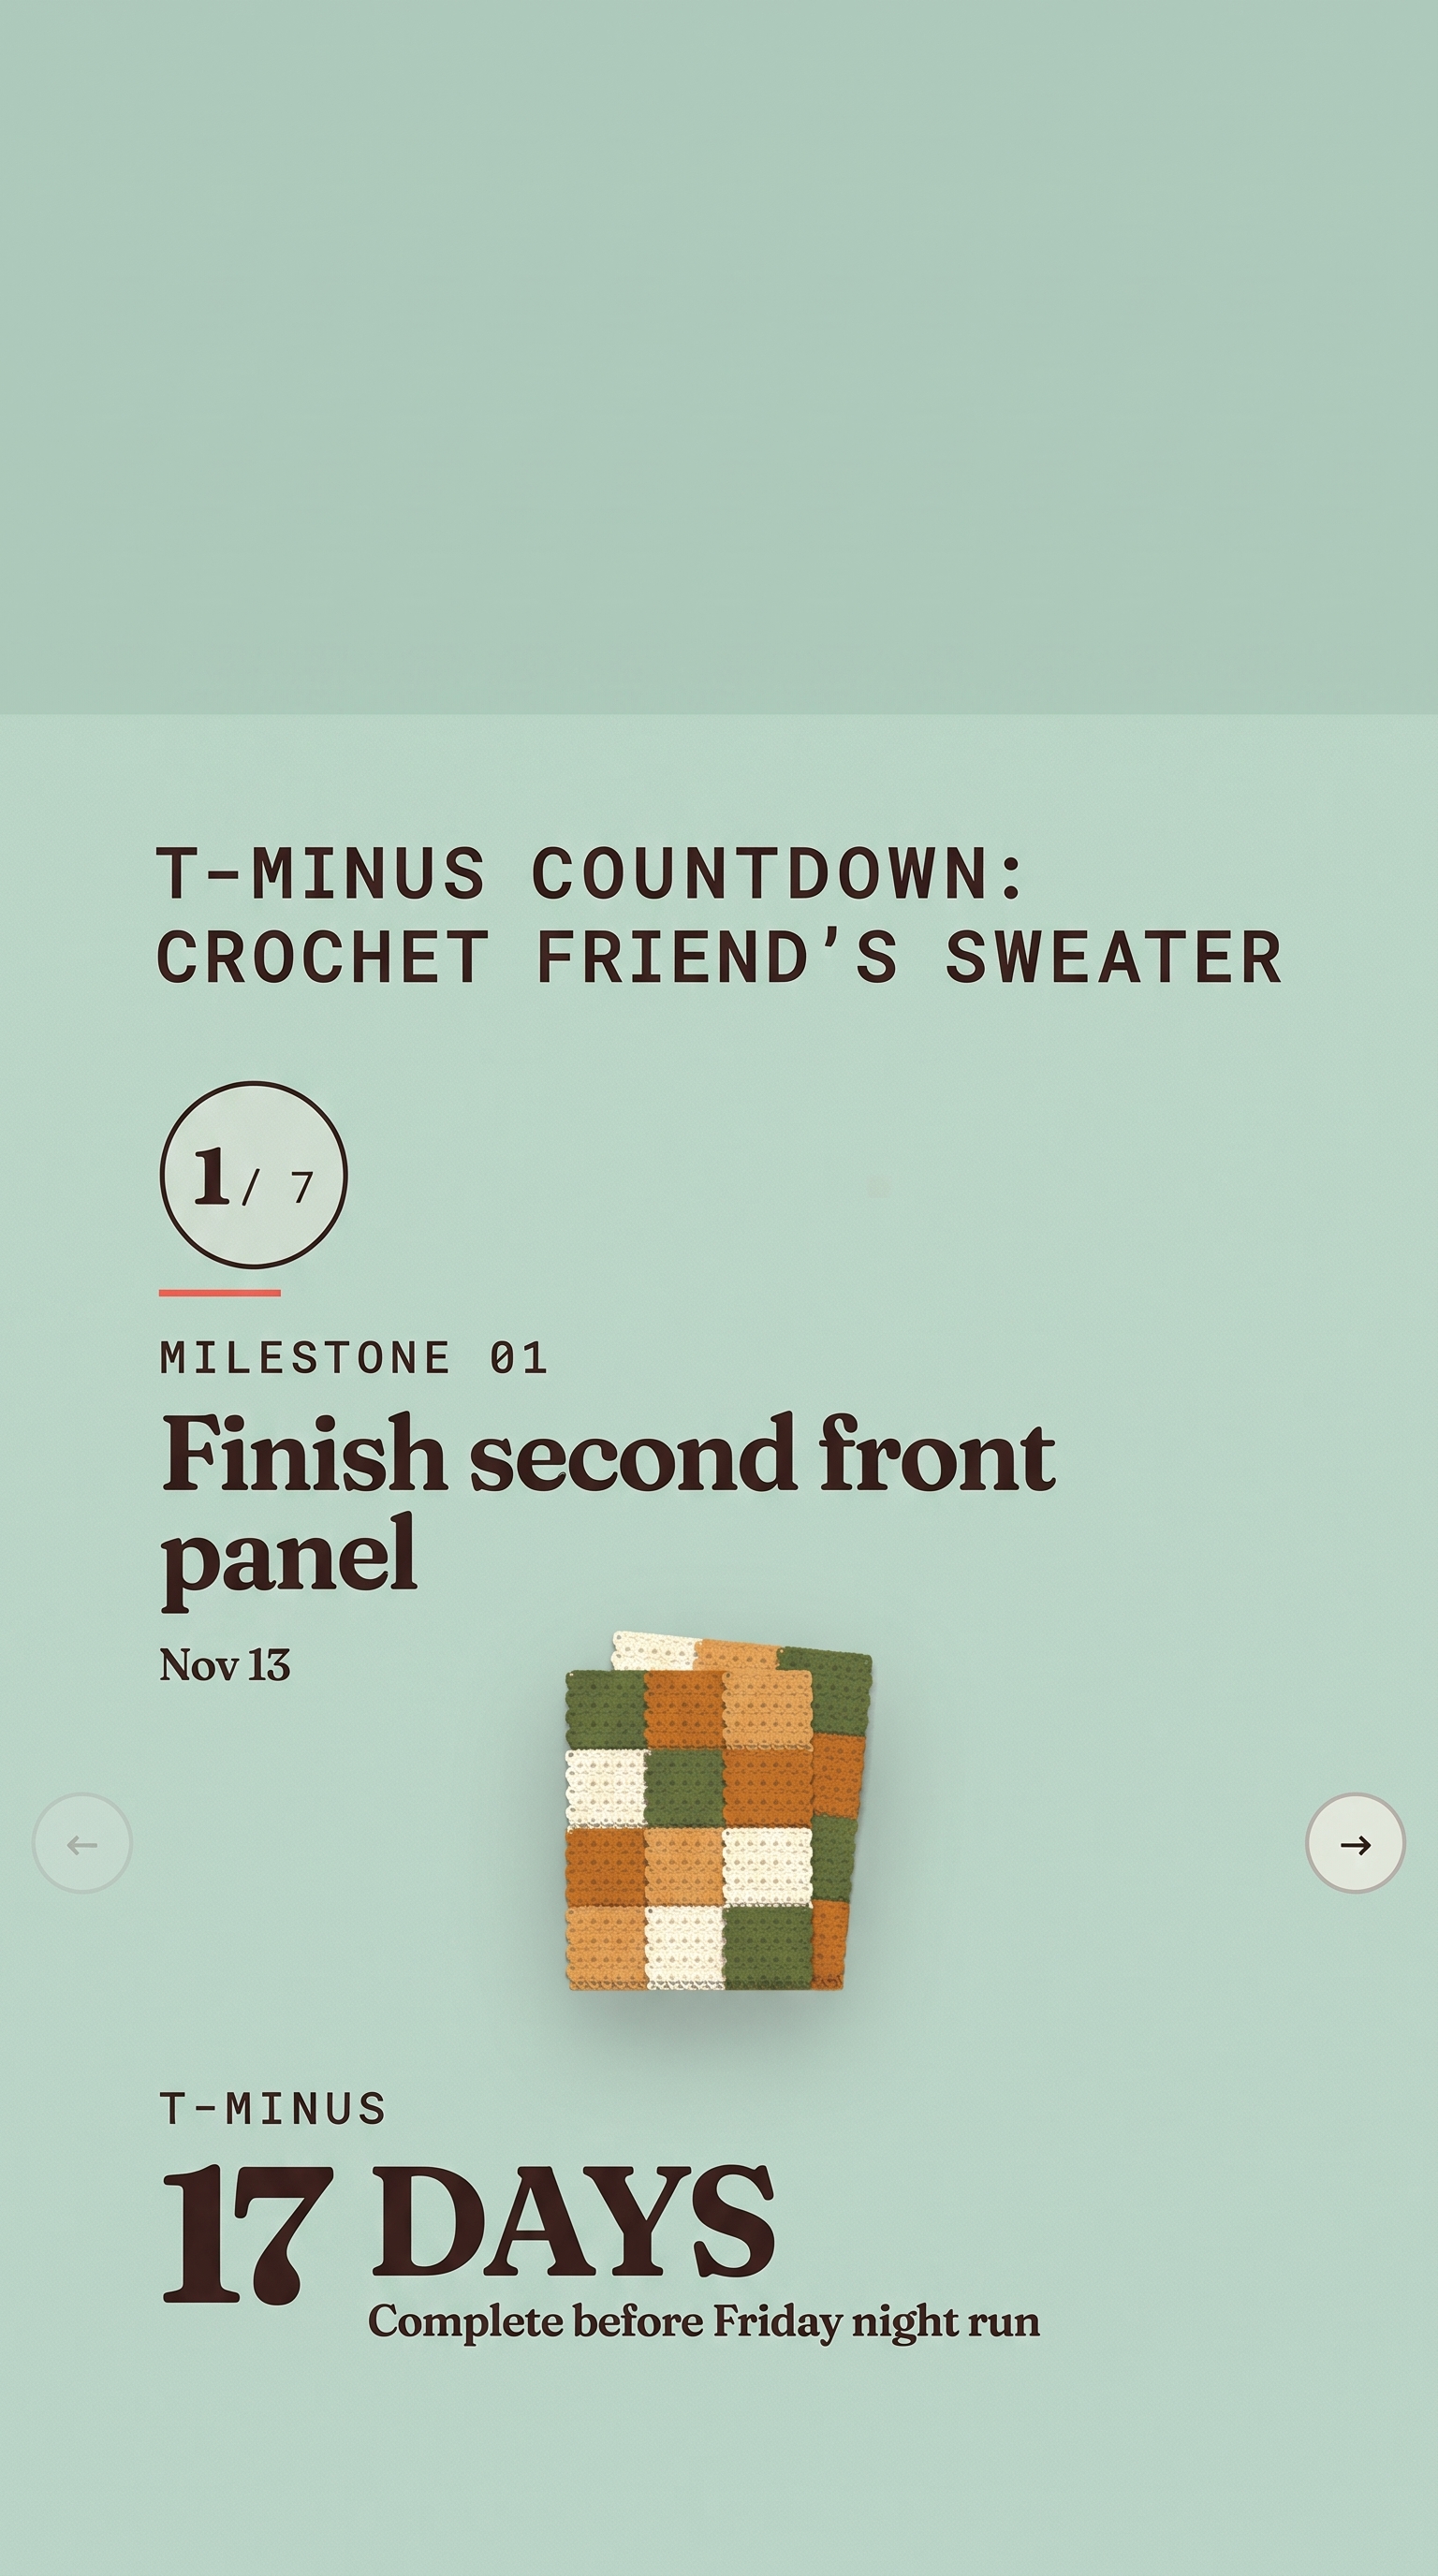 T-MINUS COUNTDOWN:
CROCHET FRIEND’S SWEATER
1/ 7
MILESTONE 01
Finish second front
panel
Nov 13
←
→
T-MINUS
17 DAYS
Complete before Friday night run